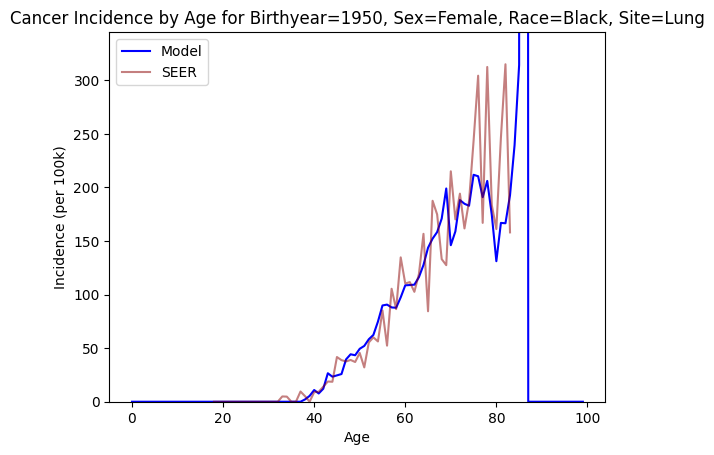 Cancer Incidence by Age for Birthyear=1950, Sex=Female, Race=Black, Site=Lung
Model
SEER
300
250
200
150
100
50
0
Incidence (per 100k)
0 20 40 60 80 100
Age